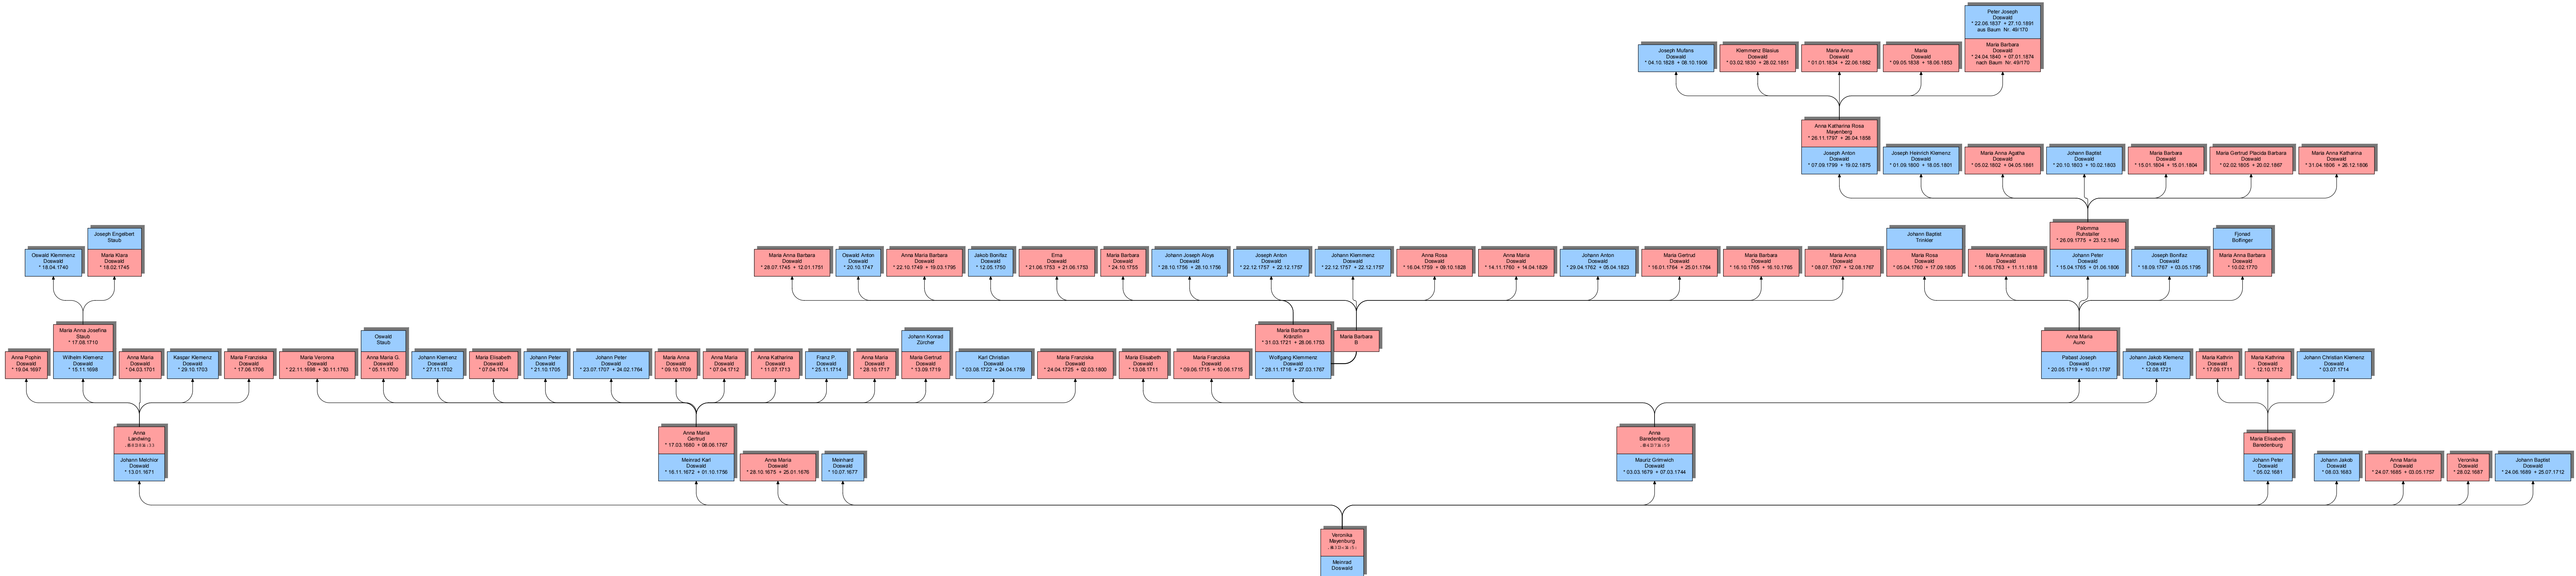 Peter Joseph
Doswald
* 22.06.1837 + 27.10.1891
aus Baum Nr. 49/170
Joseph Mufans
Doswald
* 04.10.1828 + 08.10.1906
Klemmenz Blasius
Doswald
* 03.02.1830 + 28.02.1851
Maria Anna
Doswald
* 01.01.1834 + 22.06.1882
Maria
Doswald
* 09.05.1838 + 18.06.1853
Maria Barbara
Doswald
* 24.04.1840 + 07.01.1874
nach Baum Nr. 49/170
Anna Katharina Rosa
Mayenberg
* 26.11.1797 + 26.04.1858
Joseph Anton
Doswald
* 07.09.1799 + 19.02.1875
Joseph Heinrich Klemenz
Doswald
* 01.09.1800 + 18.05.1801
Maria Anna Agatha
Doswald
* 05.02.1802 + 04.05.1861
Johann Baptist
Doswald
* 20.10.1803 + 10.02.1803
Maria Barbara
Doswald
* 15.01.1804 + 15.01.1804
Maria Gertrud Placida Barbara
Doswald
* 02.02.1805 + 20.02.1867
Maria Anna Katharina
Doswald
* 31.04.1806 + 26.12.1806
Oswald Klemmenz
Doswald
* 18.04.1740
Joseph Engelbert
Staub
Maria Klara
Doswald
* 18.02.1745
Maria Anna Barbara
Doswald
* 28.07.1745 + 12.01.1751
Oswald Anton
Doswald
* 20.10.1747
Anna Maria Barbara
Doswald
* 22.10.1749 + 19.03.1795
Jakob Bonifaz
Doswald
* 12.05.1750
Erna
Doswald
* 21.06.1753 + 21.06.1753
Maria Barbara
Doswald
* 24.10.1755
Johann Joseph Aloys
Doswald
* 28.10.1756 + 28.10.1756
Joseph Anton
Doswald
* 22.12.1757 + 22.12.1757
Johann Klemmenz
Doswald
* 22.12.1757 + 22.12.1757
Anna Rosa
Doswald
* 16.04.1759 + 09.10.1828
Anna Maria
Doswald
* 14.11.1760 + 14.04.1829
Johann Anton
Doswald
* 29.04.1762 + 05.04.1823
Maria Gertrud
Doswald
* 16.01.1764 + 25.01.1764
Maria Barbara
Doswald
* 16.10.1765 + 16.10.1765
Maria Anna
Doswald
* 08.07.1767 + 12.08.1787
Johann Baptist
Trinkler
Maria Rosa
Doswald
* 05.04.1760 + 17.09.1805
Maria Annastasia
Doswald
* 16.06.1763 + 11.11.1818
Palomma
Ruhstaller
* 26.09.1775 + 23.12.1840
Johann Peter
Doswald
* 15.04.1765 + 01.06.1806
Joseph Bonifaz
Doswald
* 18.09.1767 + 03.05.1795
Fjonad
Bolfinger
Maria Anna Barbara
Doswald
* 10.02.1770
Anna Pophin
Doswald
* 19.04.1697
Maria Anna Josefina
Staub
* 17.08.1710
Wilhelm Klemenz
Doswald
* 15.11.1698
Anna Maria
Doswald
* 04.03.1701
Kaspar Klemenz
Doswald
* 29.10.1703
Maria Franziska
Doswald
* 17.06.1706
Maria Veronna
Doswald
* 22.11.1698 + 30.11.1763
Oswald
Staub
Anna Maria G.
Doswald
* 05.11.1700
Johann Klemenz
Doswald
* 27.11.1702
Maria Elisabeth
Doswald
* 07.04.1704
Johann Peter
Doswald
* 21.10.1705
Johann Peter
Doswald
* 23.07.1707 + 24.02.1764
Maria Anna
Doswald
* 09.10.1709
Anna Maria
Doswald
* 07.04.1712
Anna Katharina
Doswald
* 11.07.1713
Franz P.
Doswald
* 25.11.1714
Anna Maria
Doswald
* 28.10.1717
Johann Konrad
Zürcher
Maria Gertrud
Doswald
* 13.09.1719
Karl Christian
Doswald
* 03.08.1722 + 24.04.1759
Maria Franziska
Doswald
* 24.04.1725 + 02.03.1800
Maria Elisabeth
Doswald
* 13.08.1711
Maria Franziska
Doswald
* 09.06.1715 + 10.06.1715
Maria Barbara
Kränzlin
* 31.03.1721 + 28.06.1753
Wolfgang Klemmenz
Doswald
* 28.11.1716 + 27.03.1767
Maria Barbara
B
Anna Maria
Auno
Patsast Joseph
Doswald
* 20.05.1719 + 10.01.1797
Johann Jakob Klemenz
Doswald
* 12.08.1721
Maria Kathrin
Doswald
* 17.09.1711
Maria Kathrina
Doswald
* 12.10.1712
Johann Christian Klemenz
Doswald
* 03.07.1714
Anna
Landwing
Johann Melchior
Doswald
* 13.01.1671
Anna Maria
Gertrud
* 17.03.1680 + 08.06.1767
Meinrad Karl
Doswald
* 16.11.1672 + 01.10.1756
Anna Maria
Doswald
* 28.10.1675 + 25.01.1676
Meinhard
Doswald
* 10.07.1677
Anna
Baredenburg
Mauriz Grimwich
Doswald
* 03.03.1679 + 07.03.1744
Maria Elisabeth
Baredenburg
Johann Peter
Doswald
* 05.02.1681
Johann Jakob
Doswald
* 08.03.1683
Anna Maria
Doswald
* 24.07.1685 + 03.05.1757
Veronika
Doswald
* 28.02.1687
Johann Baptist
Doswald
* 24.06.1689 + 25.07.1712
Veronika
Mayenburg
Meinrad
Doswald